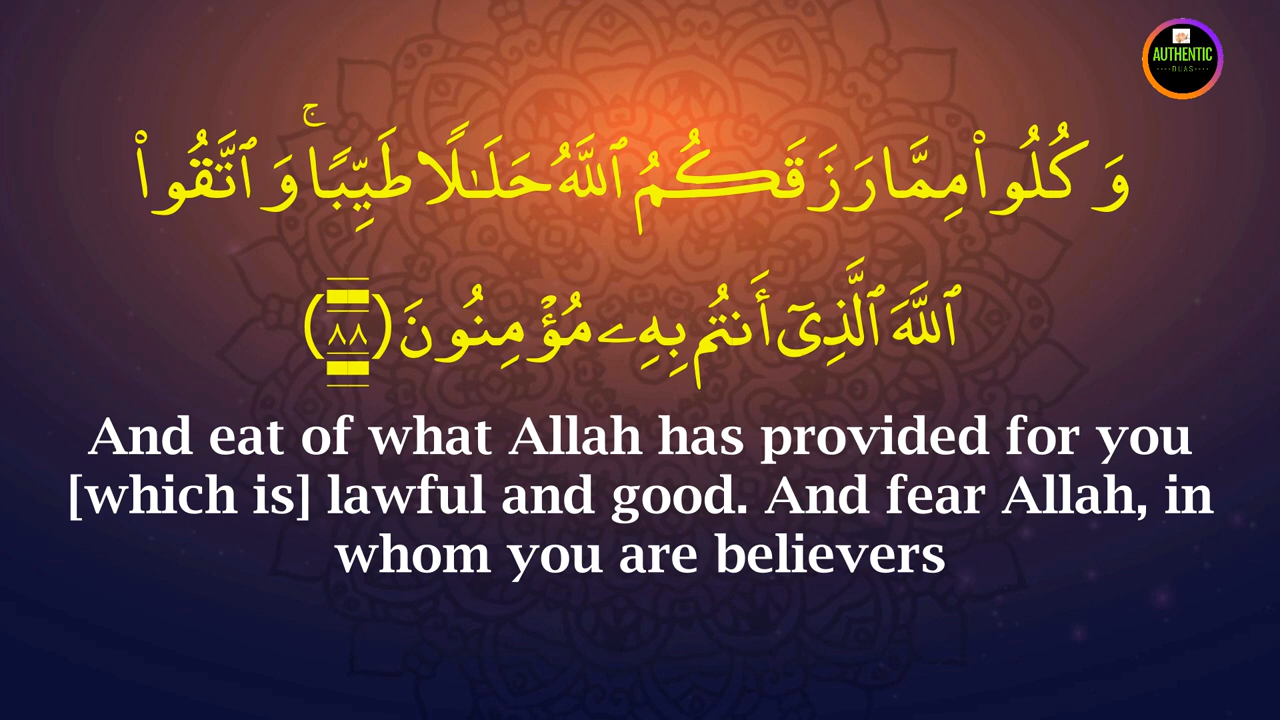 AUTHENTIC
DUAS
وَكُلُوا۟ مِمَّا رَزَقَكُمُ ٱللَّهُ حَلَـٰلًا طَيِّبًا ۚ وَٱتَّقُوا۟
ٱللَّهَ ٱلَّذِىٓ أَنتُم بِهِۦ مُؤْمِنُونَ (٨٨)
And eat of what Allah has provided for you
[which is] lawful and good. And fear Allah, in
whom you are believers